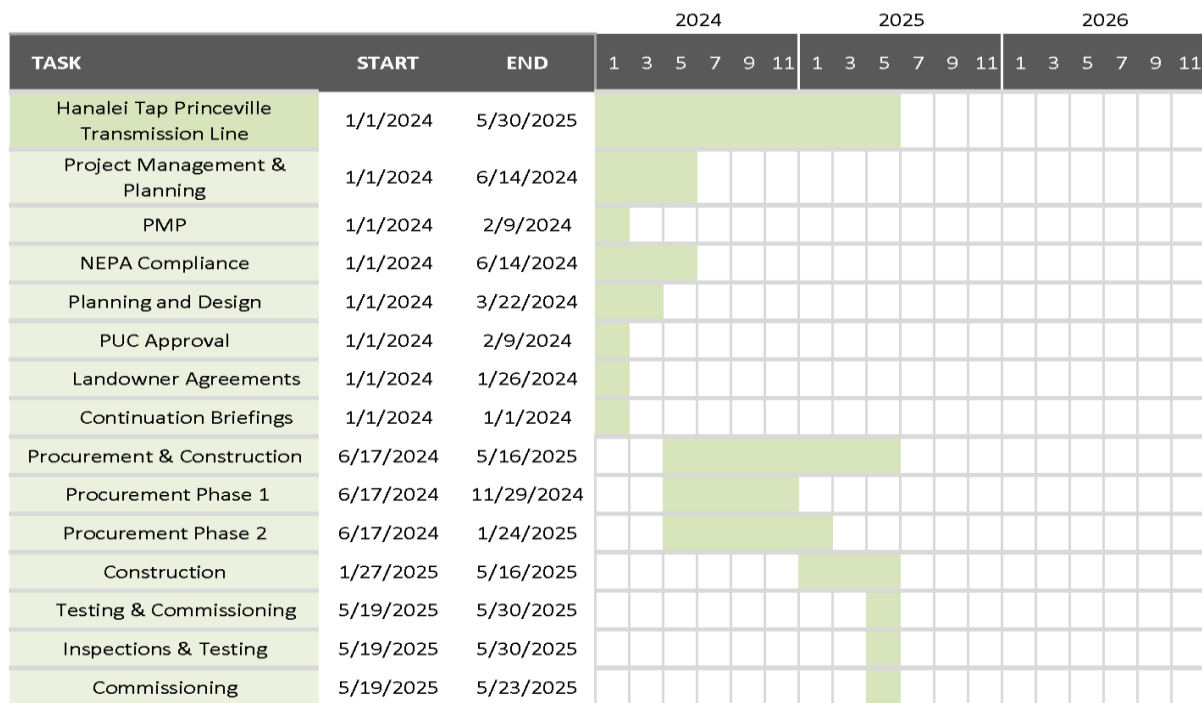 2024 2025 2026
TASK START END 1 3 5 7 9 11 1 3 5 7 9 11 1 3 5 7 9 11
Hanalei Tap Princeville
Transmission Line 1/1/2024 5/30/2025
Project Management &
Planning 1/1/2024 6/14/2024
PMP 1/1/2024 2/9/2024
NEPA Compliance 1/1/2024 6/14/2024
Planning and Design 1/1/2024 3/22/2024
PUC Approval 1/1/2024 2/9/2024
Landowner Agreements 1/1/2024 1/26/2024
Continuation Briefings 1/1/2024 1/1/2024
Procurement & Construction 6/17/2024 5/16/2025
Procurement Phase 1 6/17/2024 11/29/2024
Procurement Phase 2 6/17/2024 1/24/2025
Construction 1/27/2025 5/16/2025
Testing & Commissioning 5/19/2025 5/30/2025
Inspections & Testing 5/19/2025 5/30/2025
Commissioning 5/19/2025 5/23/2025